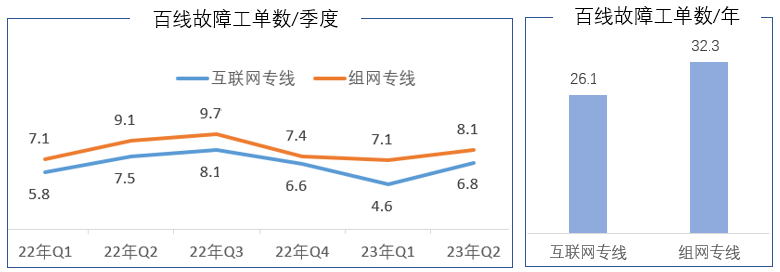 百线故障工单数/季度
互联网专线 组网专线
7.1 9.1 9.7 7.4 7.1 8.1
5.8 7.5 8.1 6.6 4.6 6.8
22年Q1 22年Q2 22年Q3 22年Q4 23年Q1 23年Q2
百线故障工单数/年
26.1 32.3
互联网专线 组网专线